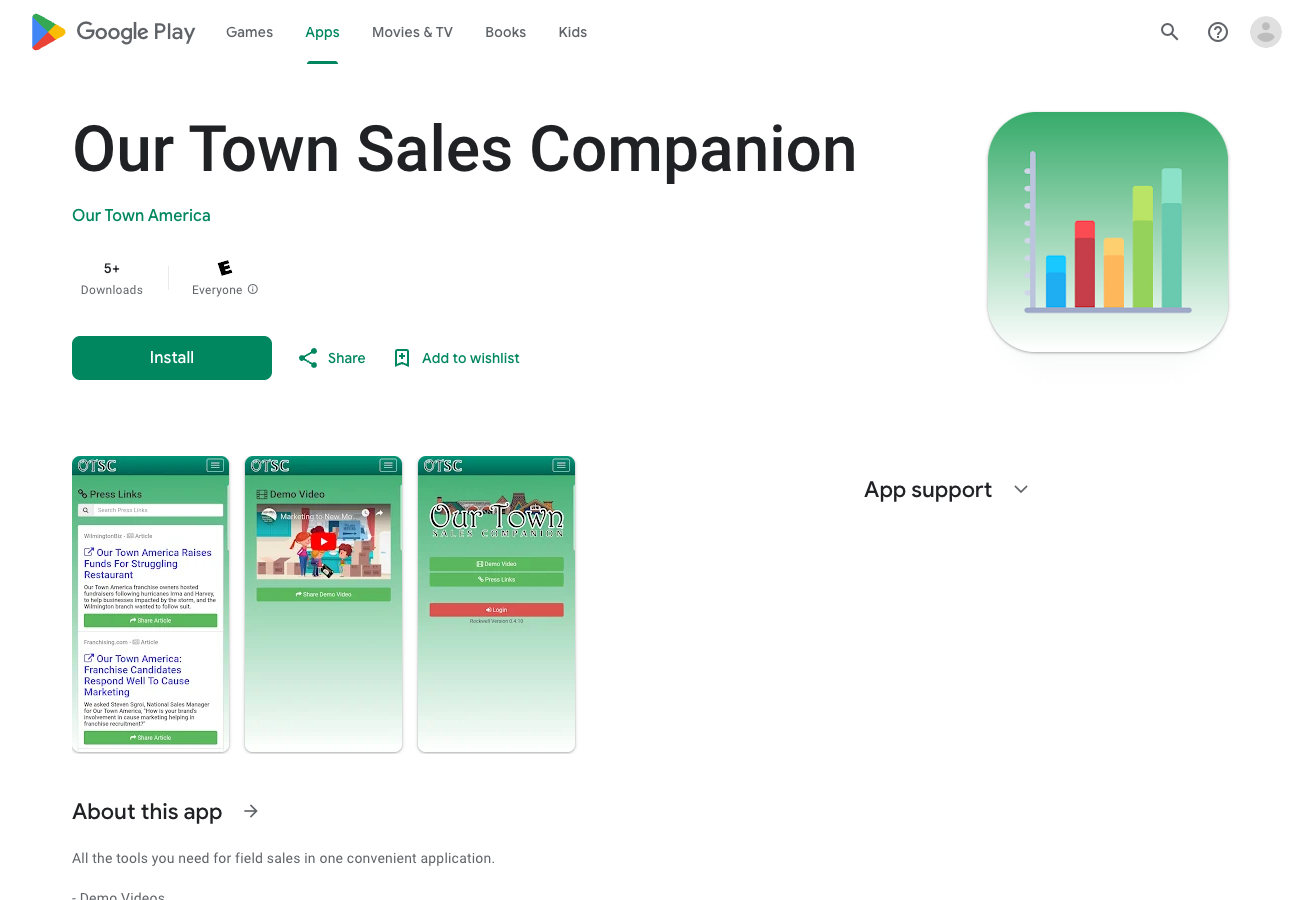 Google Play
Games
Apps
Movies & TV
Books
Kids
Our Town Sales Companion
Our Town America
5+
Downloads
E
Everyone
Install
Share
Add to wishlist
OTSC
Press Links
Search Press Links
WilmingtonBiz - Article
Our Town America Raises
Funds For Struggling
Restaurant
Our Town America franchise owners hosted
fundraisers following hurricanes Irma and Harvey,
to help businesses impacted by the storm, and the
Wilmington branch wanted to follow suit.
Share Article
Franchising.com - Article
Our Town America:
Franchise Candidates
Respond Well To Cause
Marketing
We asked Steven Sgroi, National Sales Manager
for Our Town America, "How is your brand's
involvement in cause marketing helping in
franchise recruitment?"
Share Article
OTSC
Demo Video
Marketing to New Mo...
Share Demo Video
OTSC
Our Town
SALES COMPANION
Demo Video
Press Links
Login
Rockwell Version 0.4.10
App support
About this app
All the tools you need for field sales in one convenient application.
- Demo Videos